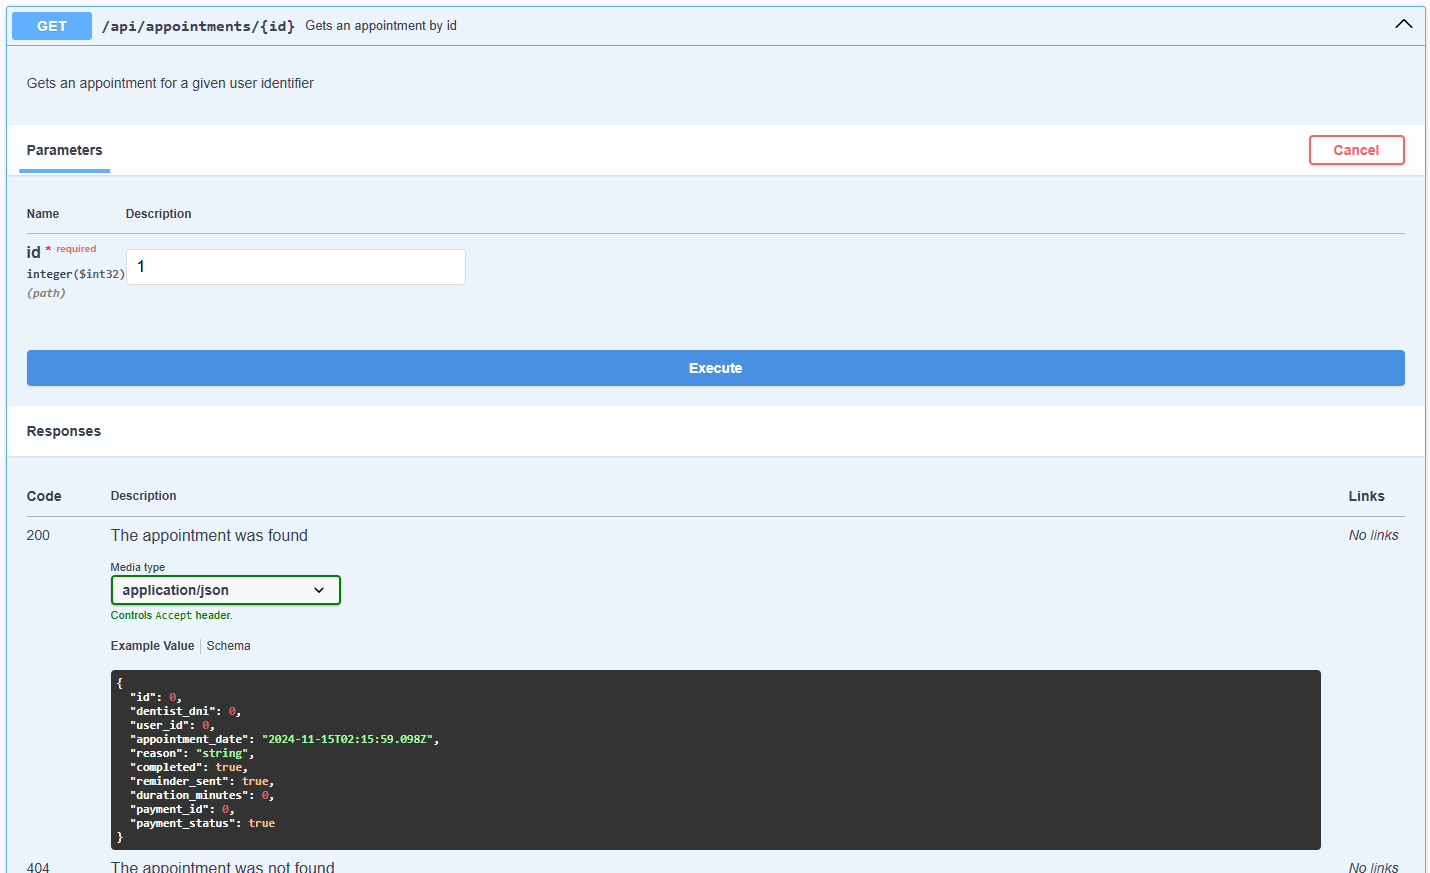 GET /api/appointments/{id} Gets an appointment by id
Gets an appointment for a given user identifier
Parameters Cancel
Name Description
id * required
integer($int32) 1
(path)
Execute
Responses
Code Description Links
200 The appointment was found No links
Media type
application/json
Controls Accept header.
Example Value Schema
{
  "id": 0,
  "dentist_dni": 0,
  "user_id": 0,
  "appointment_date": "2024-11-15T02:15:59.098Z",
  "reason": "string",
  "completed": true,
  "reminder_sent": true,
  "duration_minutes": 0,
  "payment_id": 0,
  "payment_status": true
}
404 The appointment was not found No links